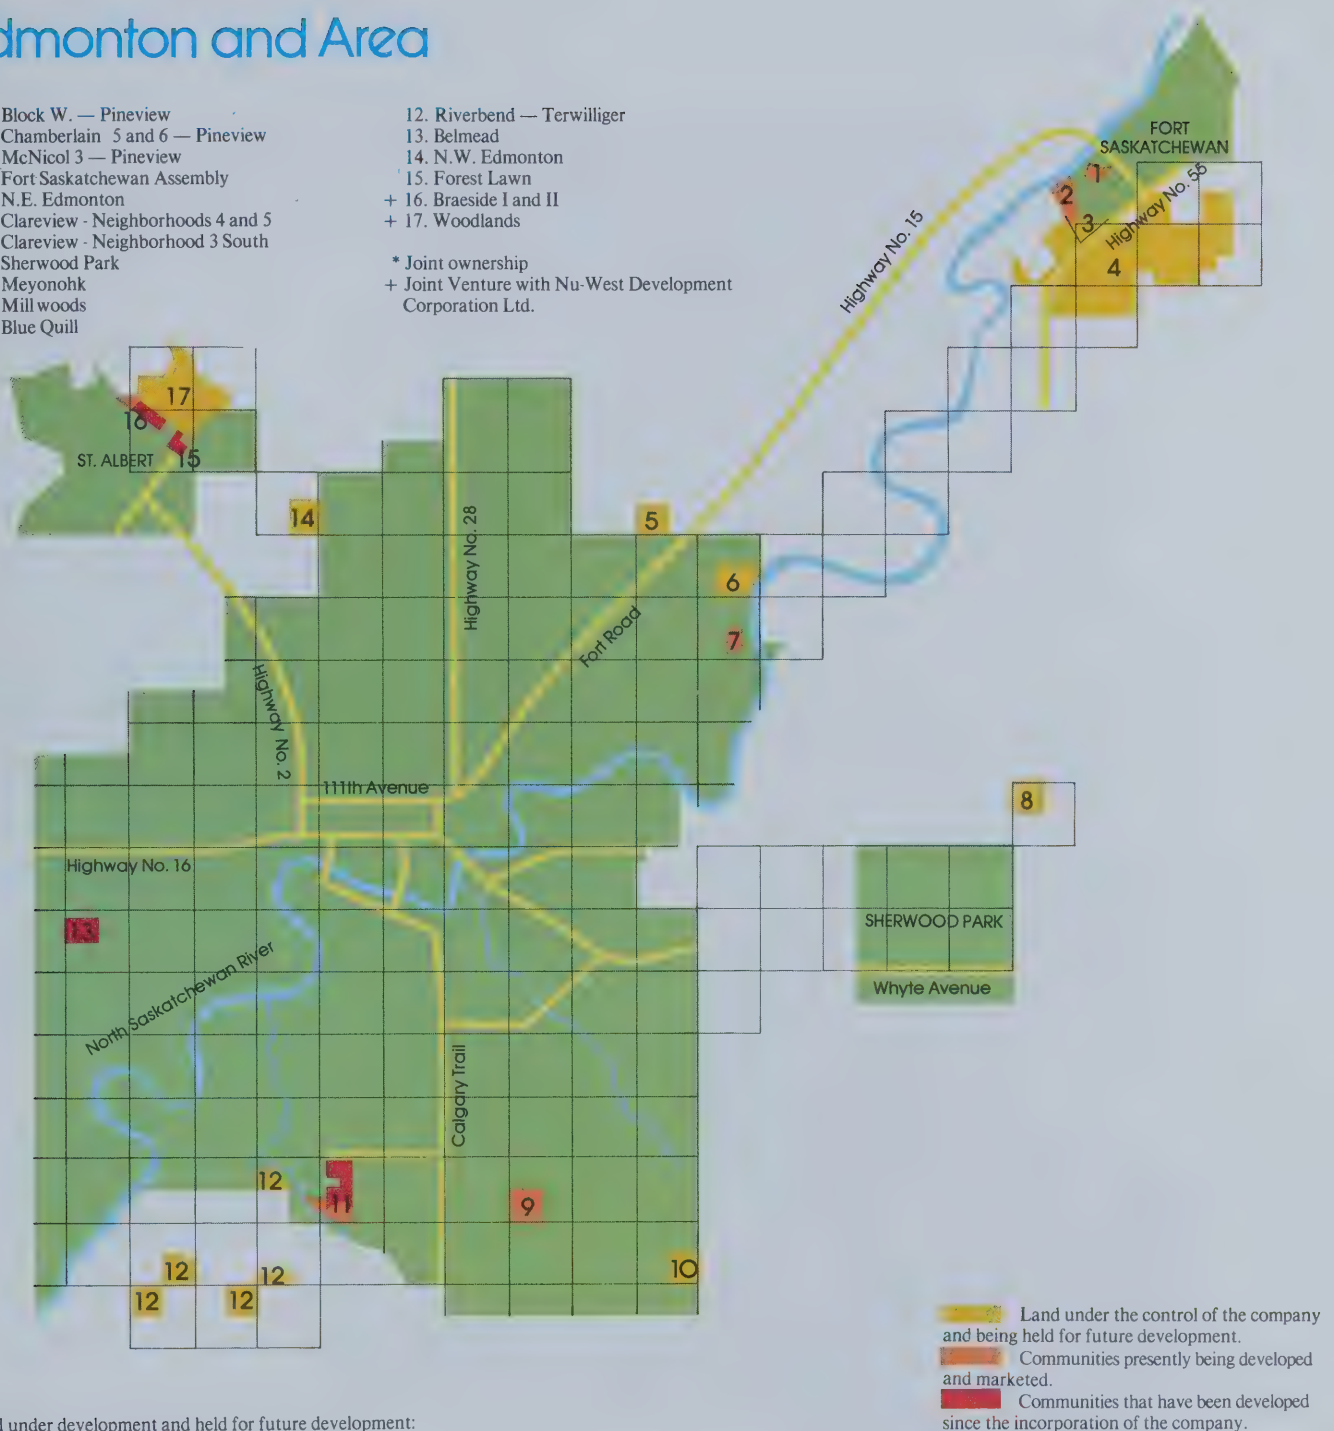 dmonton and Area
Block W. — Pineview
Chamberlain 5 and 6 — Pineview
McNicol 3 — Pineview
Fort Saskatchewan Assembly
N.E. Edmonton
Clareview - Neighborhoods 4 and 5
Clareview - Neighborhood 3 South
Sherwood Park
Meyonohk
Mill woods
Blue Quill
12. Riverbend — Terwilliger
13. Belmead
14. N.W. Edmonton
15. Forest Lawn
+ 16. Braeside I and II
+ 17. Woodlands
* Joint ownership
+ Joint Venture with Nu-West Development
Corporation Ltd.
FORT
SASKATCHEWAN
1
2
3
Highway No. 55
4
Highway No. 15
17
16
ST. ALBERT
15
14
Highway No. 28
5
6
7
Fort Road
Highway No. 2
111th Avenue
8
Highway No. 16
13
SHERWOOD PARK
Whyte Avenue
North Saskatchewan River
Calgary Trail
12
11
9
12
12
10
12
12
Land under the control of the company
and being held for future development.
Communities presently being developed
and marketed.
Communities that have been developed
since the incorporation of the company.
under development and held for future development: